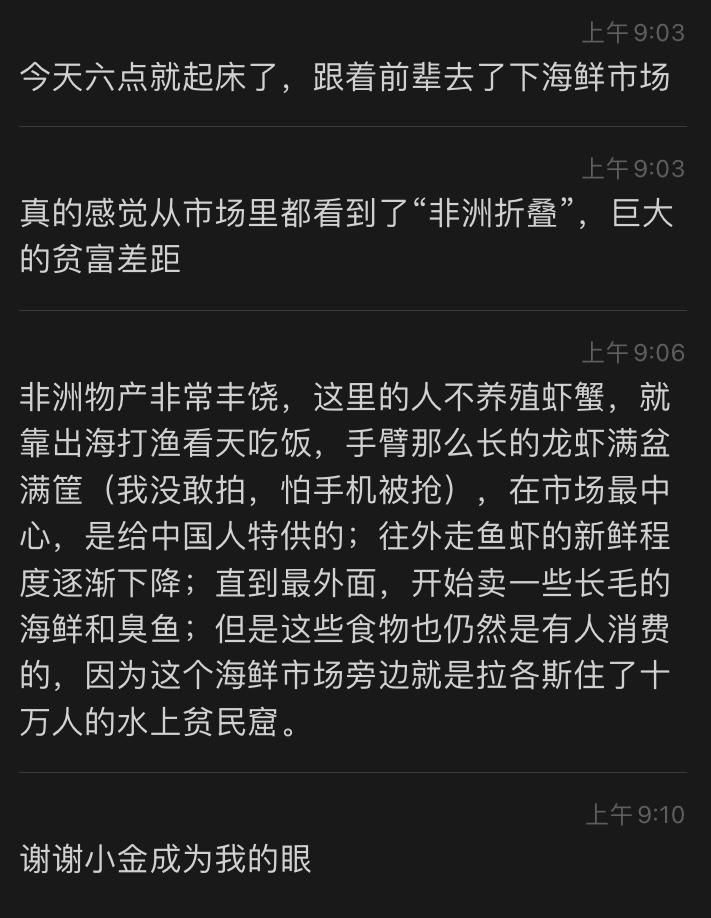 上午9:03
今天六点就起床了，跟着前辈去了下海鲜市场
上午9:03
真的感觉从市场里都看到了“非洲折叠”，巨大
的贫富差距
上午9:06
非洲物产非常丰饶，这里的人不养殖虾蟹，就
靠出海打渔看天吃饭，手臂那么长的龙虾满盆
满筐（我没敢拍，怕手机被抢），在市场最中
心，是给中国人特供的；往外走鱼虾的新鲜程
度逐渐下降；直到最外面，开始卖一些长毛的
海鲜和臭鱼；但是这些食物也仍然是有人消费
的，因为这个海鲜市场旁边就是拉各斯住了十
万人的水上贫民窟。
上午9:10
谢谢小金成为我的眼